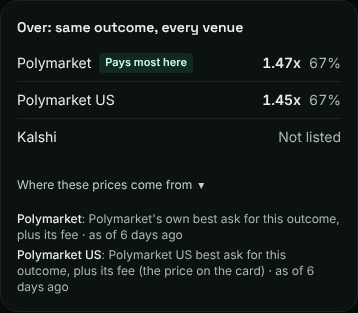 Over: same outcome, every venue
Polymarket Pays most here 1.47x 67%
Polymarket US 1.45x 67%
Kalshi Not listed
Where these prices come from ▼
Polymarket: Polymarket's own best ask for this outcome,
plus its fee · as of 6 days ago
Polymarket US: Polymarket US best ask for this
outcome, plus its fee (the price on the card) · as of 6
days ago